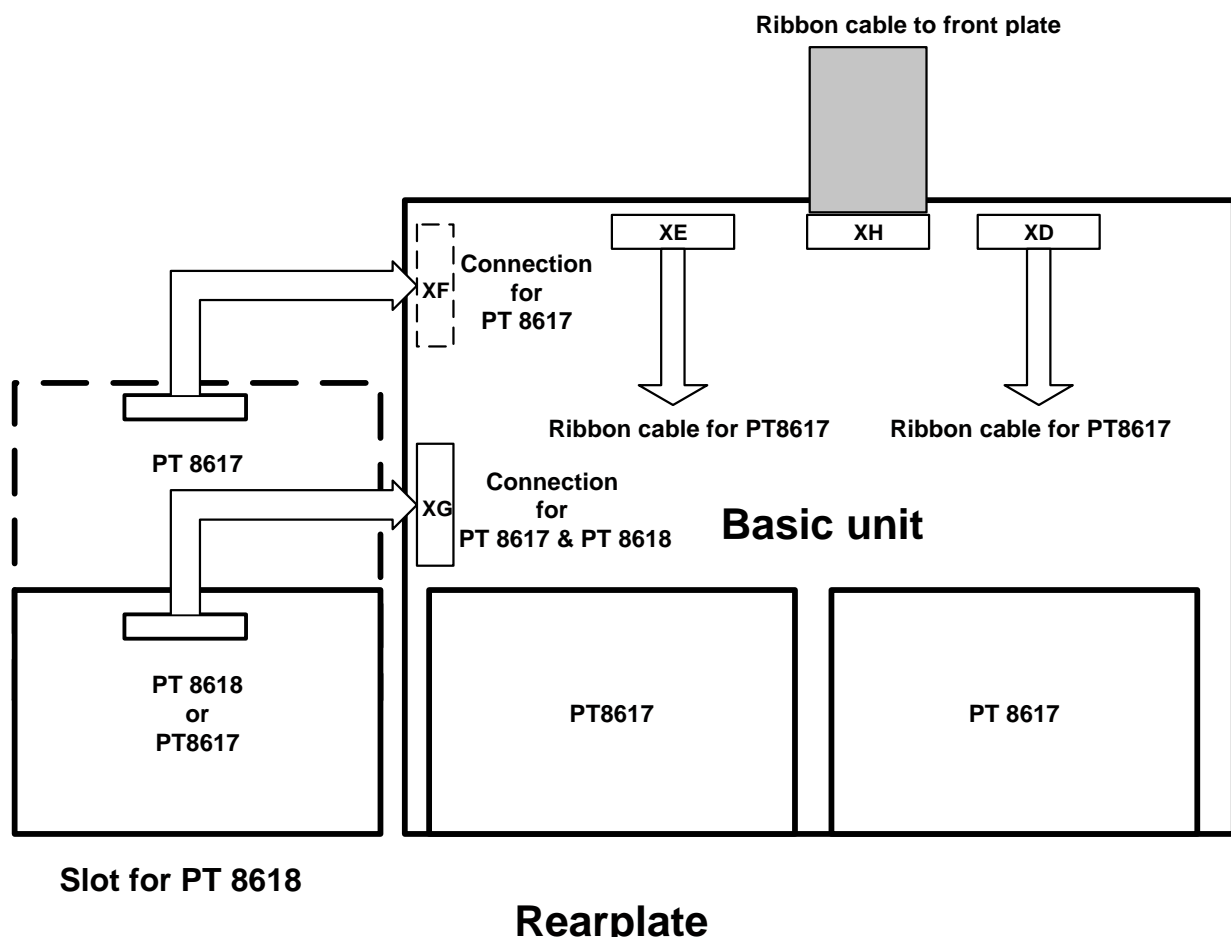 Ribbon cable to front plate
XE
XH
XD
XF
Connection
for
PT 8617
Ribbon cable for PT8617
Ribbon cable for PT8617
PT 8617
XG
Connection
for
PT 8617 & PT 8618
Basic unit
PT 8618
or
PT8617
PT8617
PT 8617
Slot for PT 8618
Rearplate